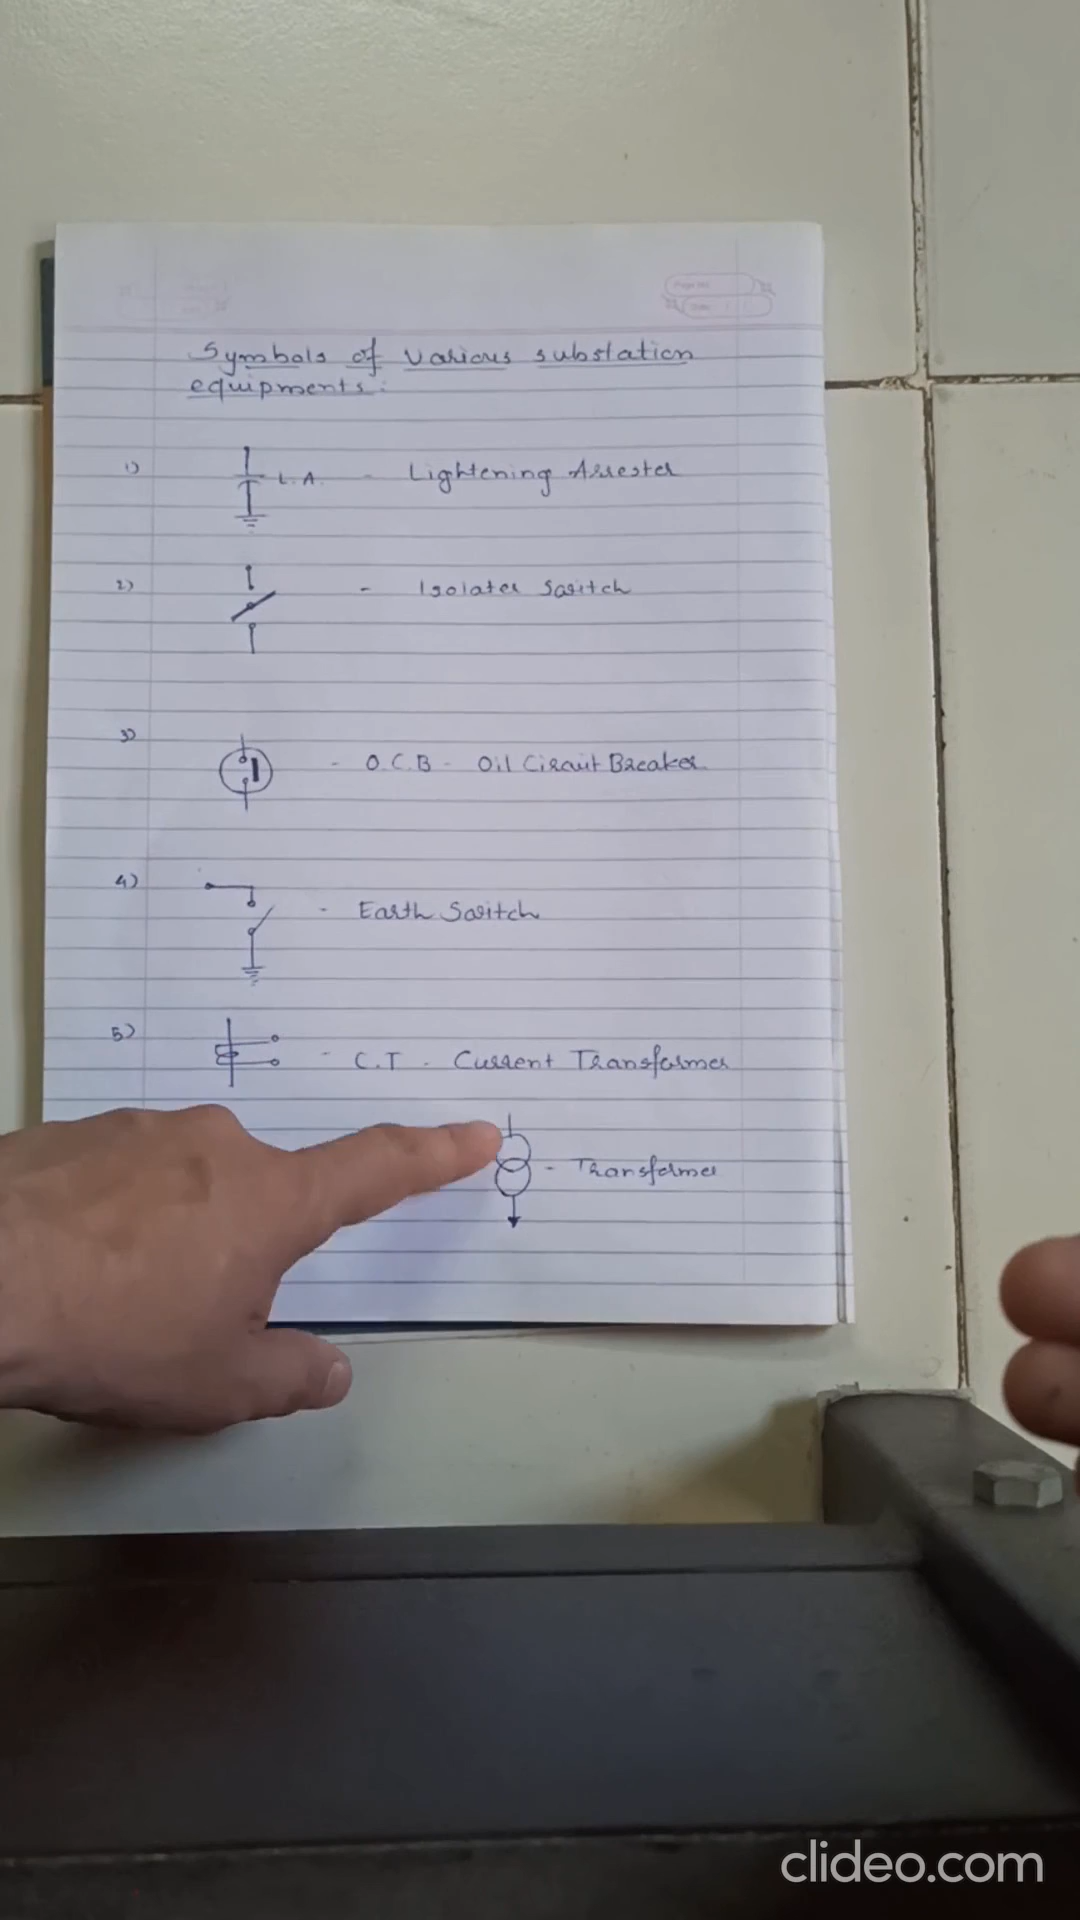 Symbols of various substation
equipments:
1) L.A. - Lightening Arrester
2) - Isolater Switch
3) - O.C.B - Oil Circuit Breaker
4) - Earth Switch
5) - C.T - Current Transformer
- Transformer
clideo.com